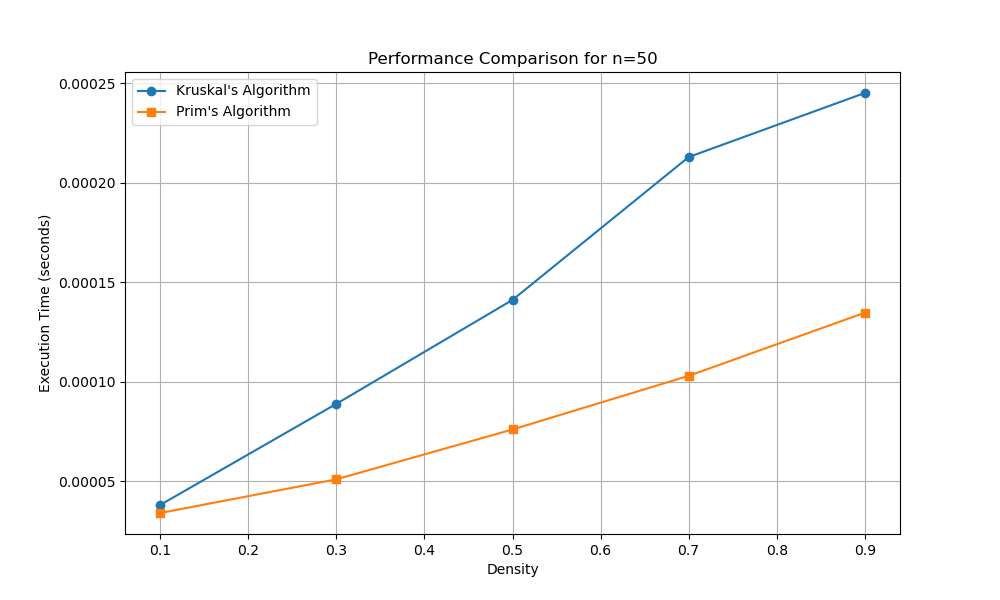 Performance Comparison for n=50
Kruskal's Algorithm
Prim's Algorithm
Execution Time (seconds)
0.00025
0.00020
0.00015
0.00010
0.00005
0.1 0.2 0.3 0.4 0.5 0.6 0.7 0.8 0.9
Density